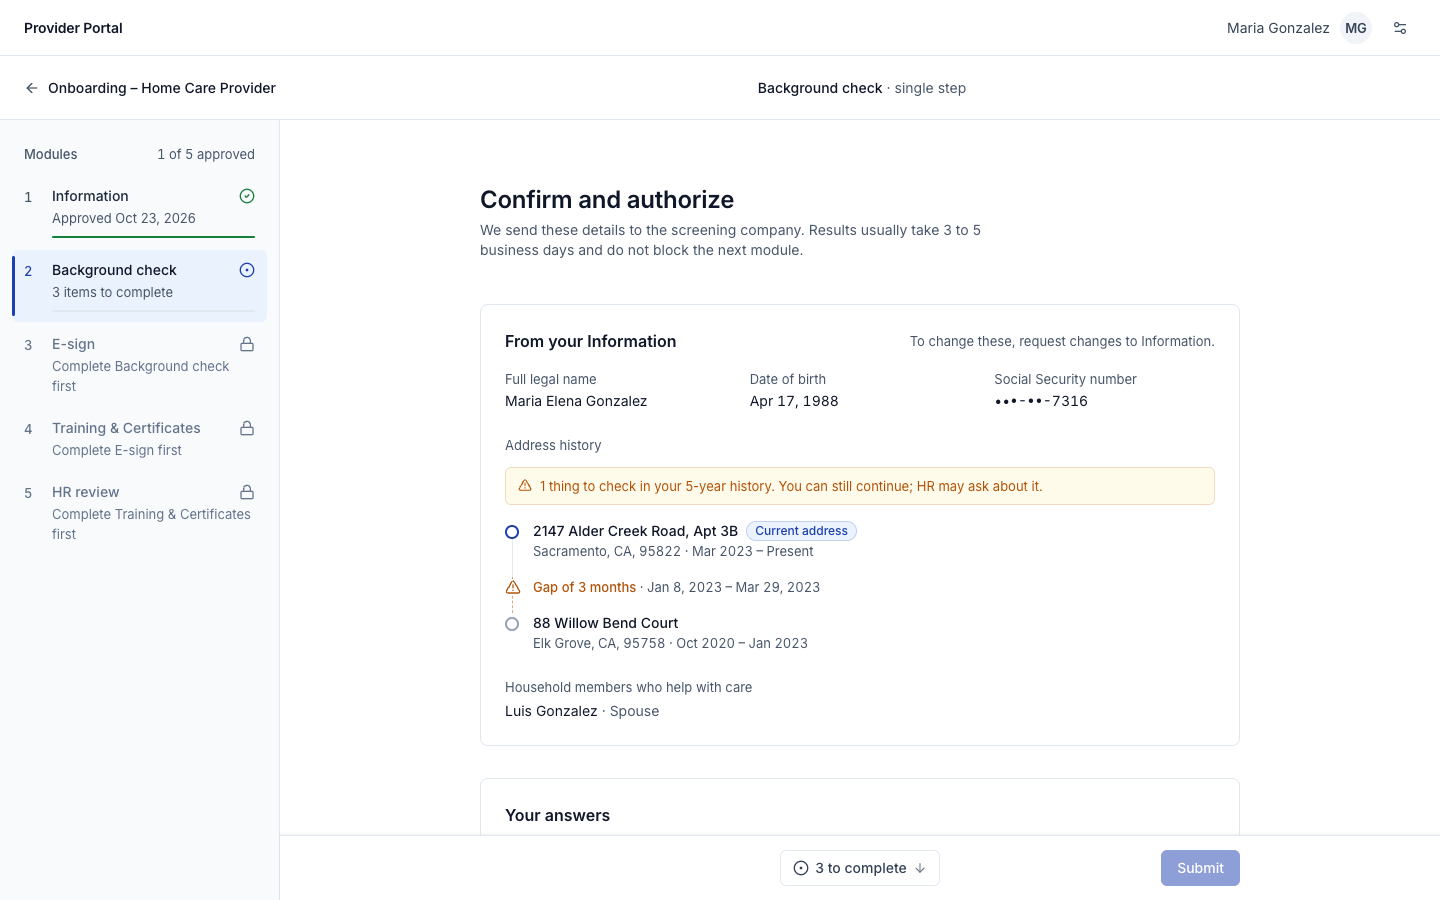 Provider Portal
Maria Gonzalez MG
Onboarding – Home Care Provider
Background check · single step
Modules
1 of 5 approved
1 Information
Approved Oct 23, 2026
2 Background check
3 items to complete
3 E-sign
Complete Background check
first
4 Training & Certificates
Complete E-sign first
5 HR review
Complete Training & Certificates
first
Confirm and authorize
We send these details to the screening company. Results usually take 3 to 5
business days and do not block the next module.
From your Information
To change these, request changes to Information.
Full legal name
Maria Elena Gonzalez
Date of birth
Apr 17, 1988
Social Security number
•••-••-7316
Address history
1 thing to check in your 5-year history. You can still continue; HR may ask about it.
2147 Alder Creek Road, Apt 3B Current address
Sacramento, CA, 95822 · Mar 2023 – Present
Gap of 3 months · Jan 8, 2023 – Mar 29, 2023
88 Willow Bend Court
Elk Grove, CA, 95758 · Oct 2020 – Jan 2023
Household members who help with care
Luis Gonzalez · Spouse
Your answers
3 to complete
Submit